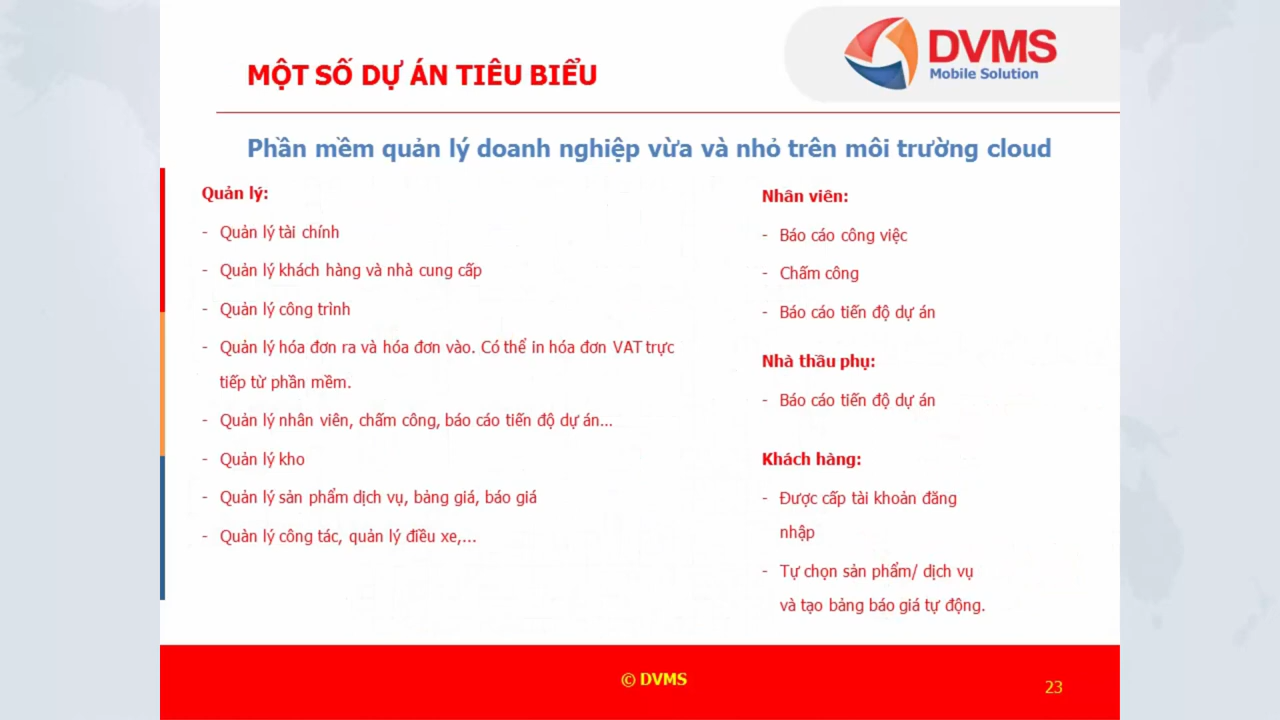 MỘT SỐ DỰ ÁN TIÊU BIỂU
DVMS
Mobile Solution
Phần mềm quản lý doanh nghiệp vừa và nhỏ trên môi trường cloud
Quản lý:
- Quản lý tài chính
- Quản lý khách hàng và nhà cung cấp
- Quản lý công trình
- Quản lý hóa đơn ra và hóa đơn vào. Có thể in hóa đơn VAT trực
tiếp từ phần mềm.
- Quản lý nhân viên, chấm công, báo cáo tiến độ dự án...
- Quản lý kho
- Quản lý sản phẩm dịch vụ, bảng giá, báo giá
- Quàn lý công tác, quản lý điều xe,...
Nhân viên:
- Báo cáo công việc
- Chấm công
- Báo cáo tiến độ dự án
Nhà thầu phụ:
- Báo cáo tiến độ dự án
Khách hàng:
- Được cấp tài khoản đăng
nhập
- Tự chọn sản phẩm/ dịch vụ
và tạo bảng báo giá tự động.
© DVMS
23